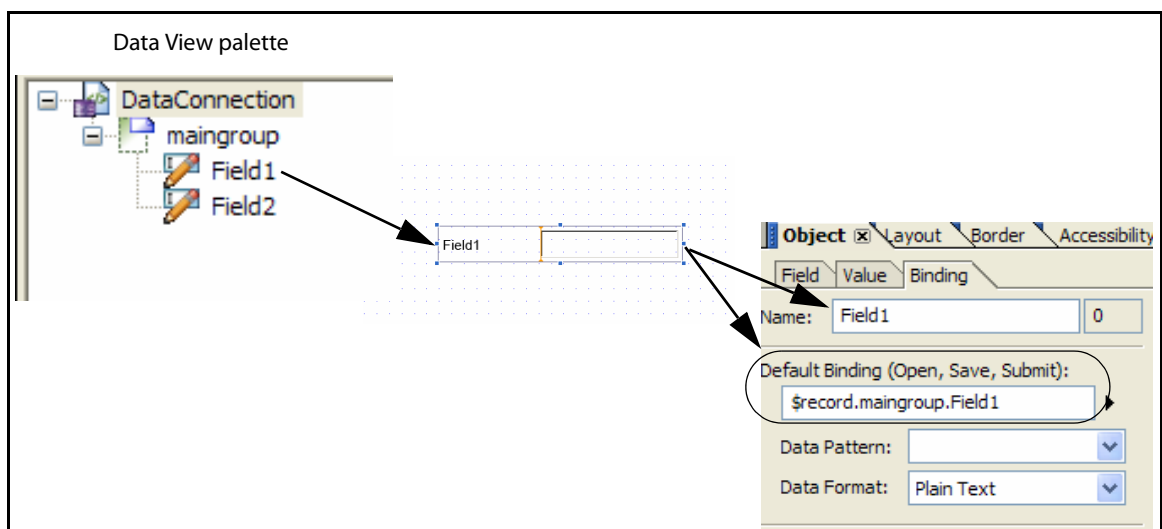 Data View palette
DataConnection
maingroup
Field1
Field2
Field1
Object Layout Border Accessibility
Field Value Binding
Name: Field1 0
Default Binding (Open, Save, Submit):
$record.maingroup.Field1
Data Pattern:
Data Format: Plain Text